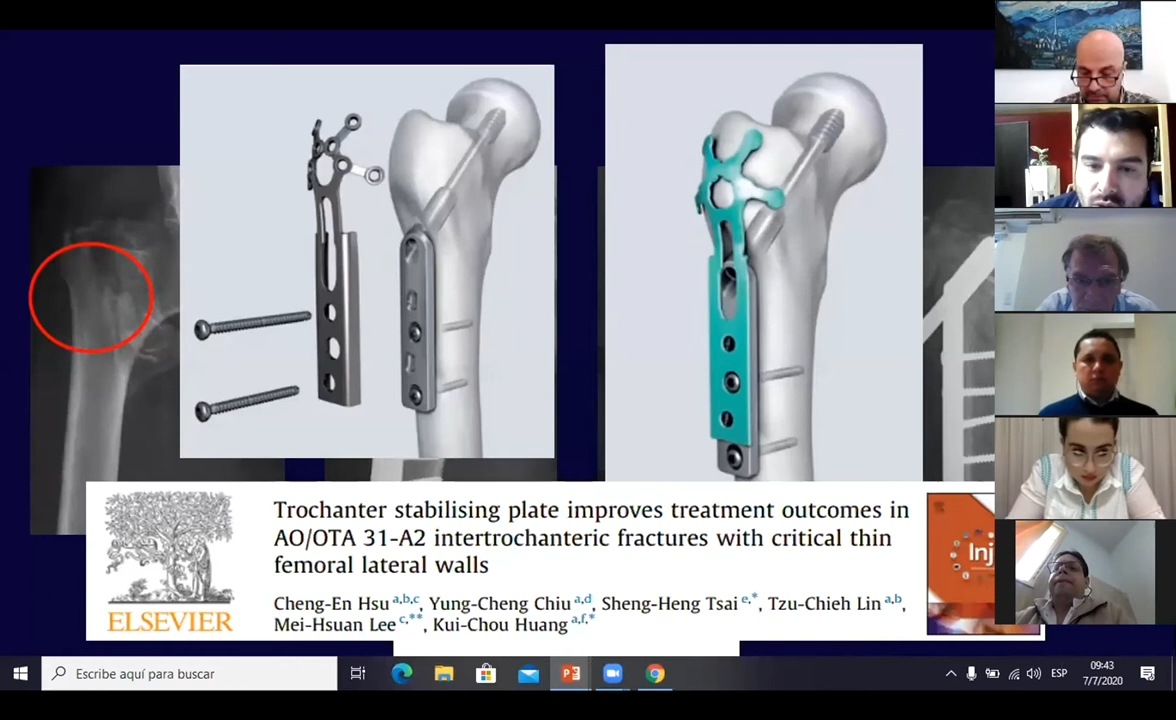 Trochanter stabilising plate improves treatment outcomes in
AO/OTA 31-A2 intertrochanteric fractures with critical thin
femoral lateral walls
Cheng-En Hsu a,b,c, Yung-Cheng Chiu a,d, Sheng-Heng Tsai e,*, Tzu-Chieh Lin a,b,
Mei-Hsuan Lee c,**, Kui-Chou Huang a,f,*
ELSEVIER
Inj
Escribe aquí para buscar
ESP
09:43
7/7/2020